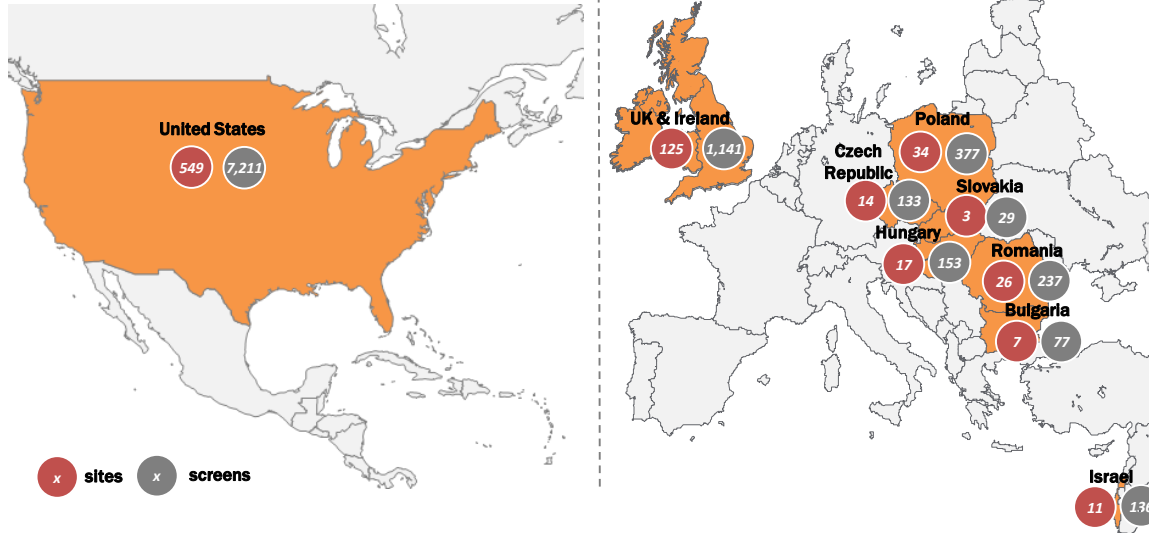 United States
549 7,211
x sites x screens
UK & Ireland
125 1,141
Poland
34 377
Czech
Republic
14 133
Slovakia
3 29
Hungary
17 153
Romania
26 237
Bulgaria
7 77
Israel
11